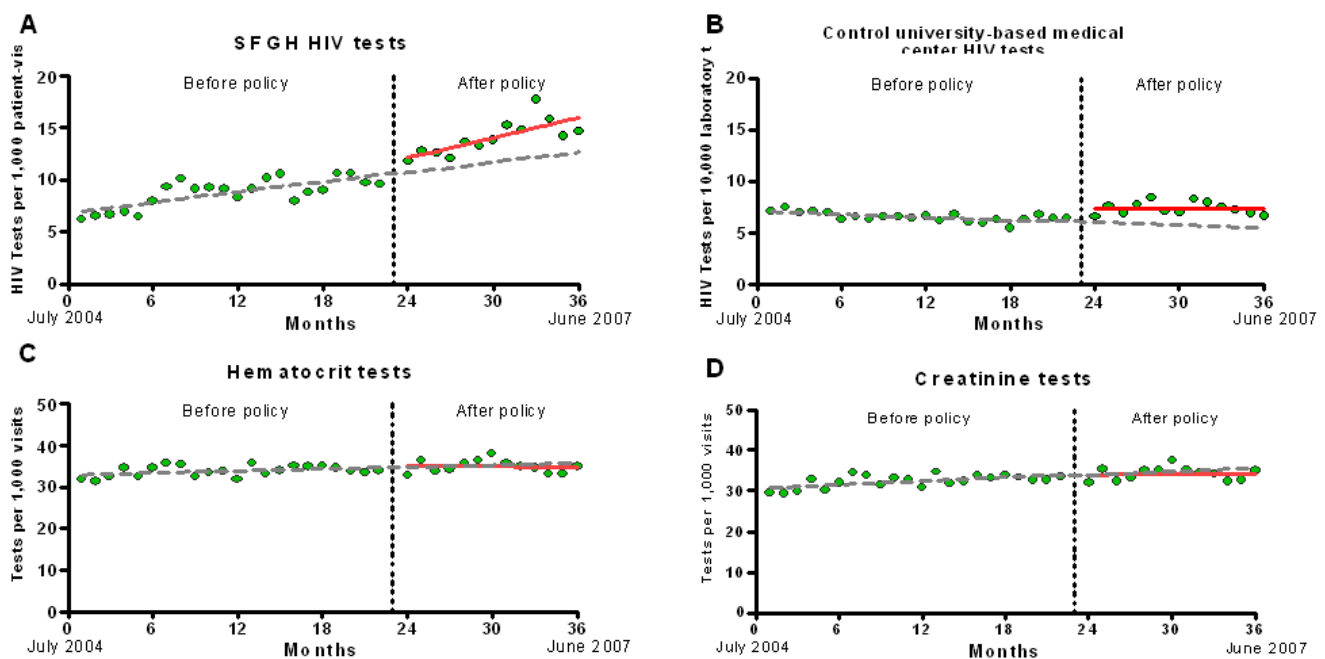 A
SFGH HIV tests
HIV Tests per 1,000 patient-vis
20
15
10
5
0
Before policy
After policy
0 6 12 18 24 30 36
July 2004 Months June 2007
B
Control university-based medical
center HIV tests
HIV Tests per 10,000 laboratory t
20
15
10
5
0
Before policy
After policy
0 6 12 18 24 30 36
July 2004 Months June 2007
C
Hematocrit tests
Tests per 1,000 visits
50
40
30
20
10
0
Before policy
After policy
0 6 12 18 24 30 36
July 2004 Months June 2007
D
Creatinine tests
Tests per 1,000 visits
50
40
30
20
10
0
Before policy
After policy
0 6 12 18 24 30 36
July 2004 Months June 2007